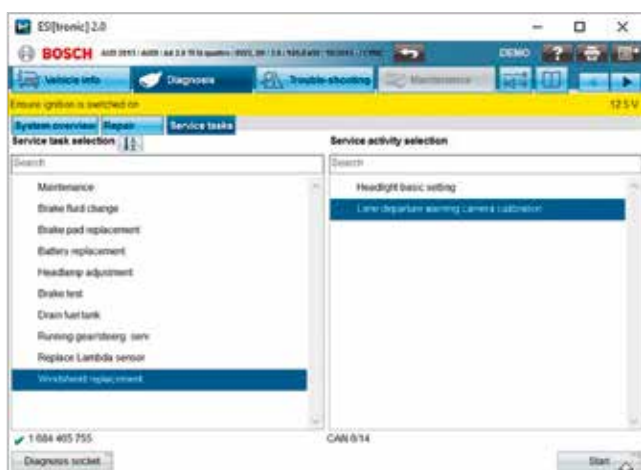 ESI[tronic] 2.0
BOSCH
DEMO
Vehicle info
Diagnosis
Trouble-shooting
Maintenance
Ensure ignition is switched on
12.5 V
System overview
Repair
Service tasks
Service task selection
Service activity selection
Search
Search
Maintenance
Headlight basic setting
Brake fluid change
Lane departure warning camera calibration
Brake pad replacement
Battery replacement
Headlamp adjustment
Brake test
Drain fuel tank
Running gear/steerg. serv
Replace Lambda sensor
Windshield replacement
1 684 465 755
CAN 6/14
Diagnosis socket
Start